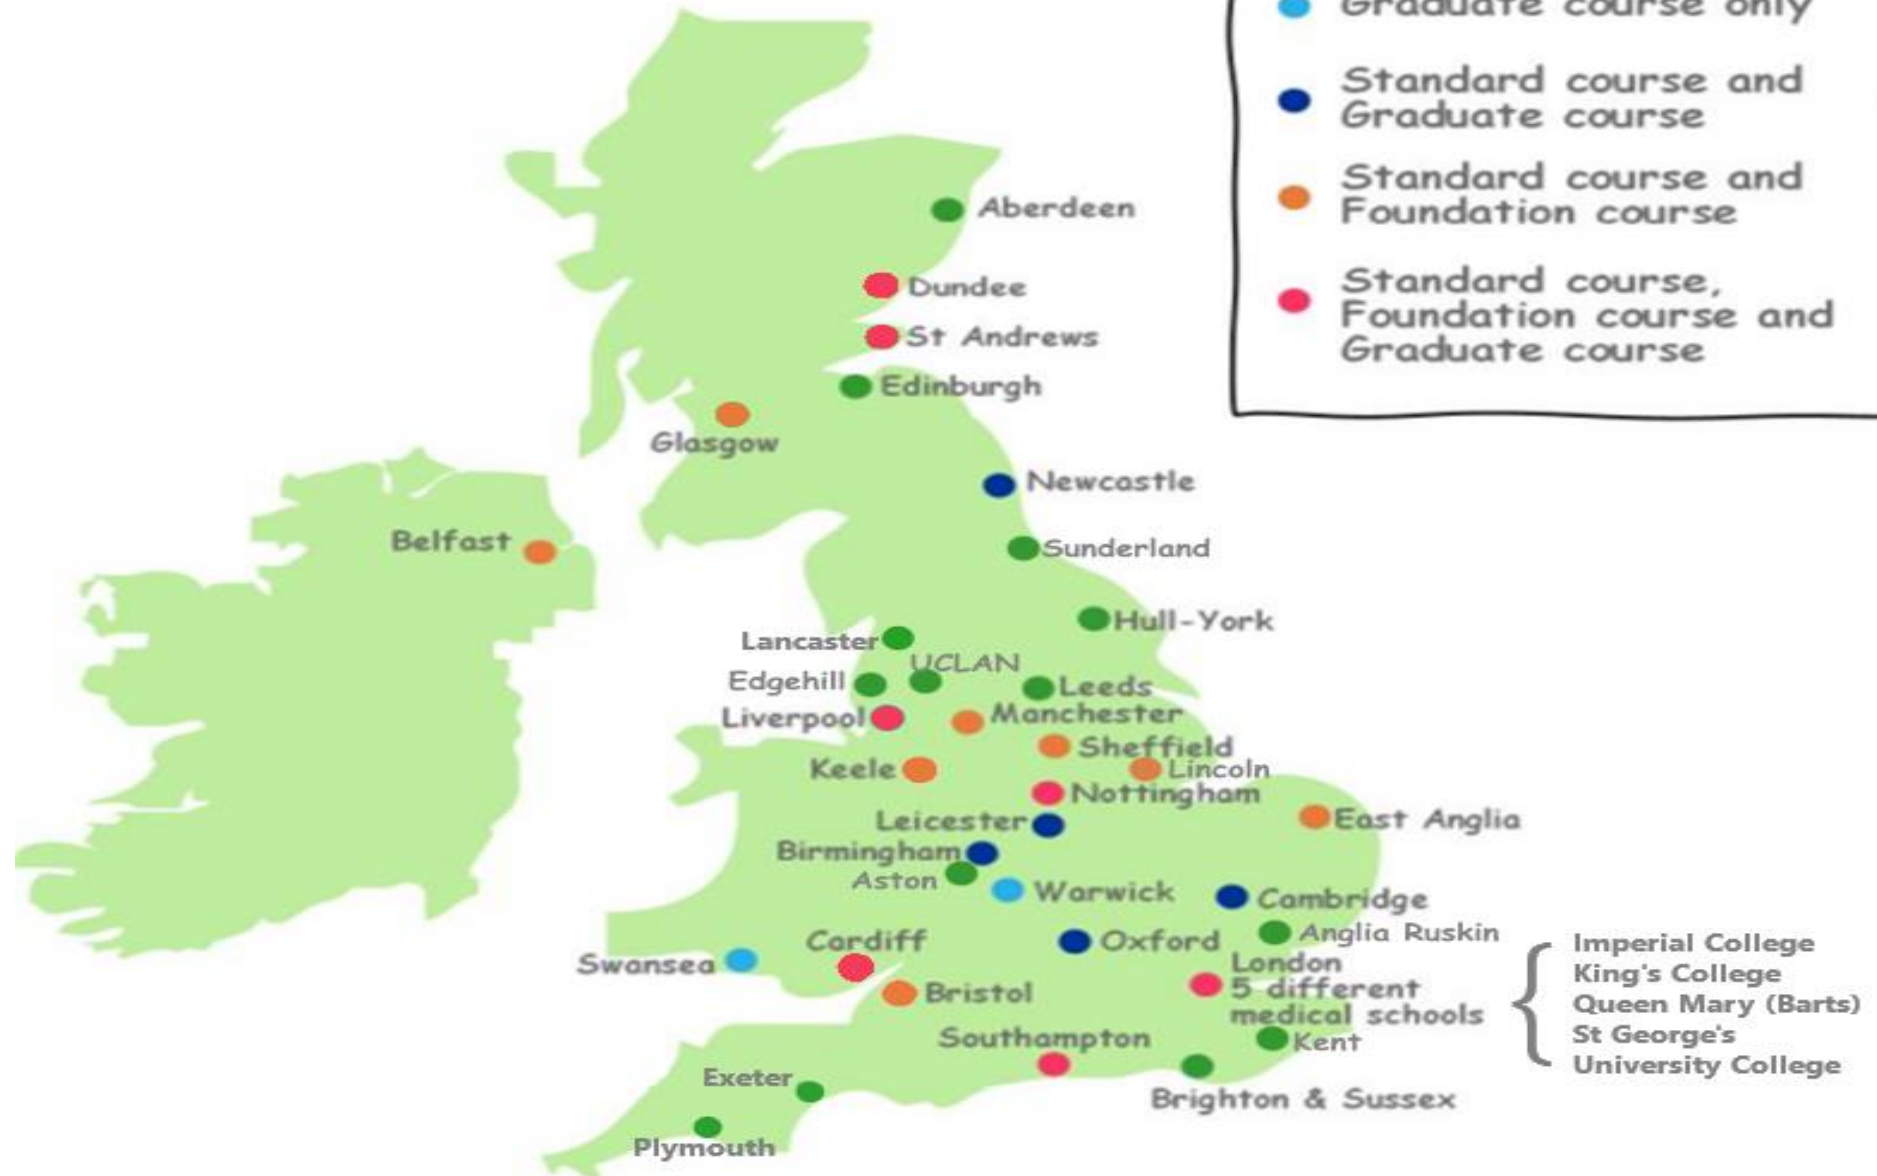 Graduate course only
Standard course and
Graduate course
Standard course and
Foundation course
Standard course,
Foundation course and
Graduate course
Aberdeen
Dundee
St Andrews
Edinburgh
Glasgow
Newcastle
Belfast
Sunderland
Hull-York
Lancaster
UCLAN
Edgehill
Leeds
Liverpool
Manchester
Sheffield
Keele
Lincoln
Nottingham
Leicester
East Anglia
Birmingham
Aston
Warwick
Cambridge
Anglia Ruskin
Oxford
Cardiff
Swansea
Bristol
London
5 different
medical schools
Imperial College
King's College
Queen Mary (Barts)
St George's
University College
Southampton
Kent
Brighton & Sussex
Exeter
Plymouth